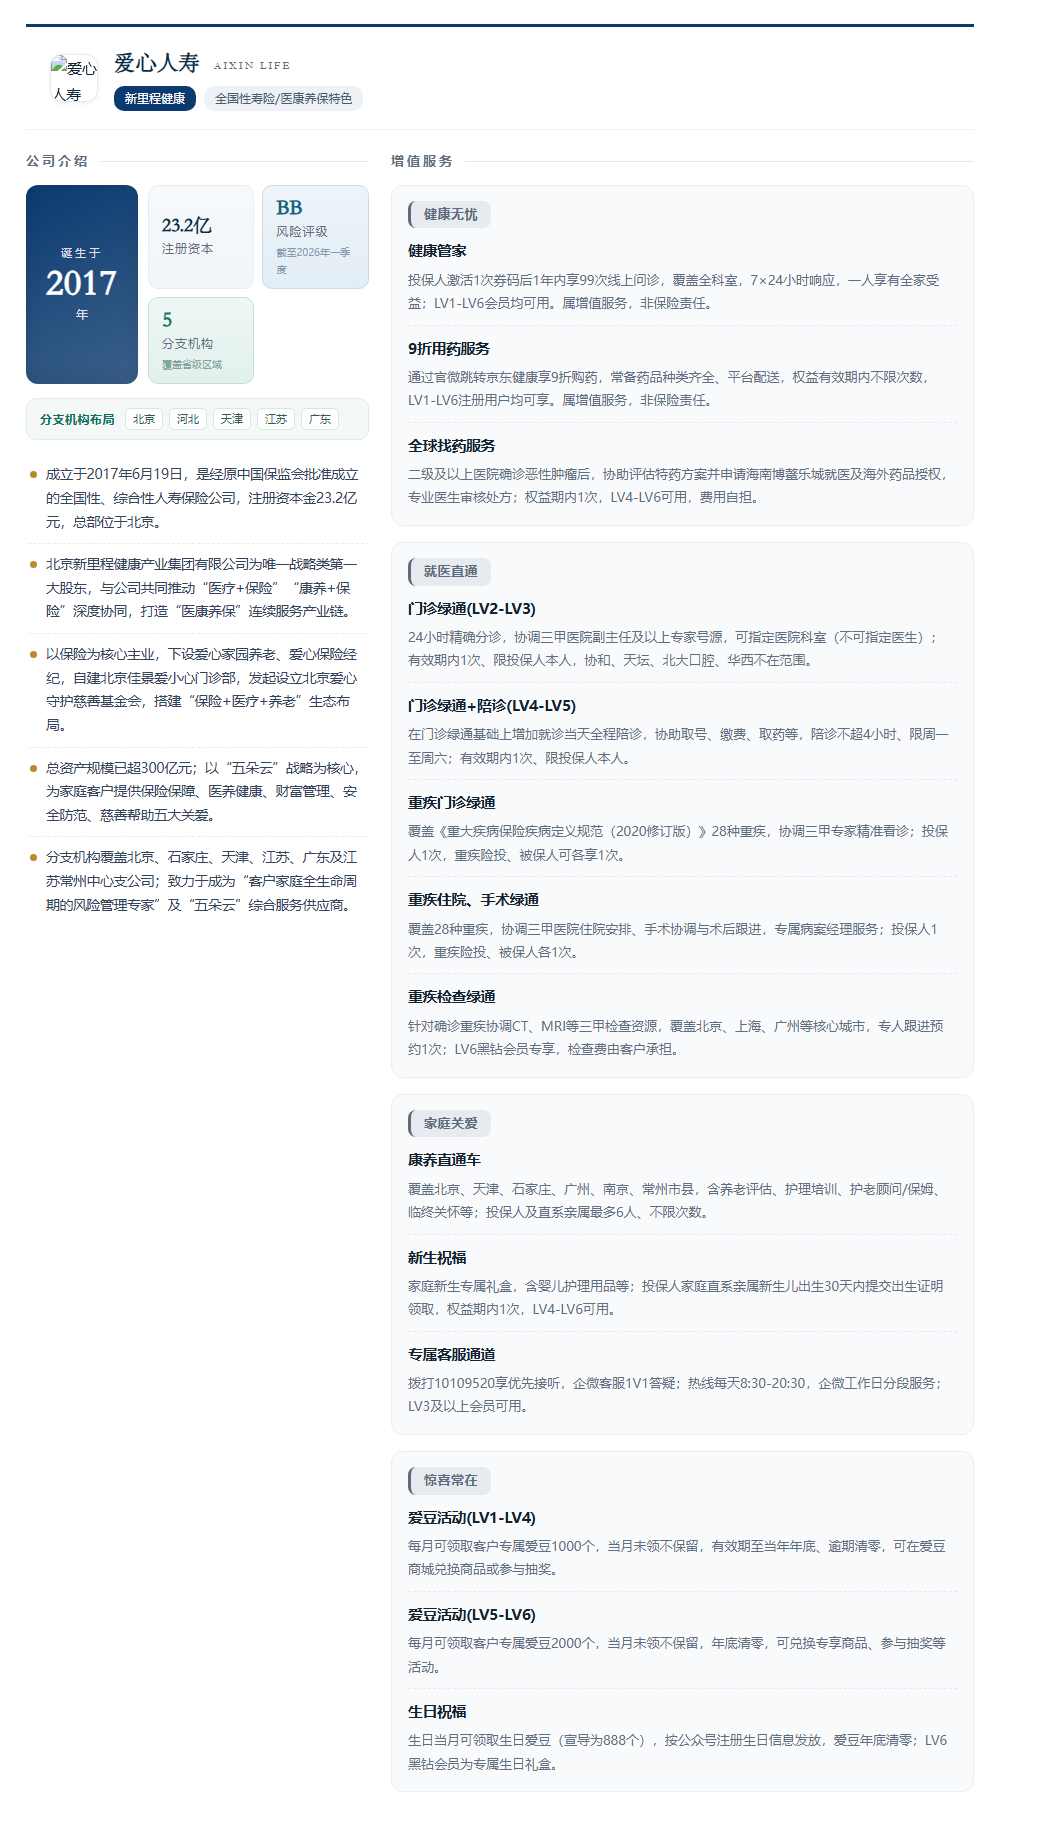 爱心人寿
爱心人寿 AIXIN LIFE
新里程健康 全国性寿险/医康养保特色
公司介绍
诞生于
2017
年
23.2亿
注册资本
BB
风险评级
截至2026年一季
度
5
分支机构
覆盖省级区域
分支机构布局 北京 河北 天津 江苏 广东
成立于2017年6月19日，是经原中国保监会批准成立
的全国性、综合性人寿保险公司，注册资本金23.2亿
元，总部位于北京。
北京新里程健康产业集团有限公司为唯一战略类第一
大股东，与公司共同推动“医疗+保险”“康养+保
险”深度协同，打造“医康养保”连续服务产业链。
以保险为核心主业，下设爱心家园养老、爱心保险经
纪，自建北京佳景爱小心门诊部，发起设立北京爱心
守护慈善基金会，搭建“保险+医疗+养老”生态布
局。
总资产规模已超300亿元；以“五朵云”战略为核心，
为家庭客户提供保险保障、医养健康、财富管理、安
全防范、慈善帮助五大关爱。
分支机构覆盖北京、石家庄、天津、江苏、广东及江
苏常州中心支公司；致力于成为“客户家庭全生命周
期的风险管理专家”及“五朵云”综合服务供应商。
增值服务
健康无忧
健康管家
投保人激活1次券码后1年内享99次线上问诊，覆盖全科室，7×24小时响应，一人享有全家受
益；LV1-LV6会员均可用。属增值服务，非保险责任。
9折用药服务
通过官微跳转京东健康享9折购药，常备药品种类齐全、平台配送，权益有效期内不限次数，
LV1-LV6注册用户均可享。属增值服务，非保险责任。
全球找药服务
二级及以上医院确诊恶性肿瘤后，协助评估特药方案并申请海南博鳌乐城就医及海外药品授权，
专业医生审核处方；权益期内1次，LV4-LV6可用，费用自担。
就医直通
门诊绿通(LV2-LV3)
24小时精确分诊，协调三甲医院副主任及以上专家号源，可指定医院科室（不可指定医生）；
有效期内1次、限投保人本人，协和、天坛、北大口腔、华西不在范围。
门诊绿通+陪诊(LV4-LV5)
在门诊绿通基础上增加就诊当天全程陪诊，协助取号、缴费、取药等，陪诊不超4小时、限周一
至周六；有效期内1次、限投保人本人。
重疾门诊绿通
覆盖《重大疾病保险疾病定义规范（2020修订版）》28种重疾，协调三甲专家精准看诊；投保
人1次，重疾险投、被保人可各享1次。
重疾住院、手术绿通
覆盖28种重疾，协调三甲医院住院安排、手术协调与术后跟进，专属病案经理服务；投保人1
次，重疾险投、被保人各1次。
重疾检查绿通
针对确诊重疾协调CT、MRI等三甲检查资源，覆盖北京、上海、广州等核心城市，专人跟进预
约1次；LV6黑钻会员专享，检查费由客户承担。
家庭关爱
康养直通车
覆盖北京、天津、石家庄、广州、南京、常州市县，含养老评估、护理培训、护老顾问/保姆、
临终关怀等；投保人及直系亲属最多6人、不限次数。
新生祝福
家庭新生专属礼盒，含婴儿护理用品等；投保人家庭直系亲属新生儿出生30天内提交出生证明
领取，权益期内1次，LV4-LV6可用。
专属客服通道
拨打10109520享优先接听，企微客服1V1答疑；热线每天8:30-20:30，企微工作日分段服务；
LV3及以上会员可用。
惊喜常在
爱豆活动(LV1-LV4)
每月可领取客户专属爱豆1000个，当月未领不保留，有效期至当年年底、逾期清零，可在爱豆
商城兑换商品或参与抽奖。
爱豆活动(LV5-LV6)
每月可领取客户专属爱豆2000个，当月未领不保留，年底清零，可兑换专享商品、参与抽奖等
活动。
生日祝福
生日当月可领取生日爱豆（宣导为888个），按公众号注册生日信息发放，爱豆年底清零；LV6
黑钻会员为专属生日礼盒。